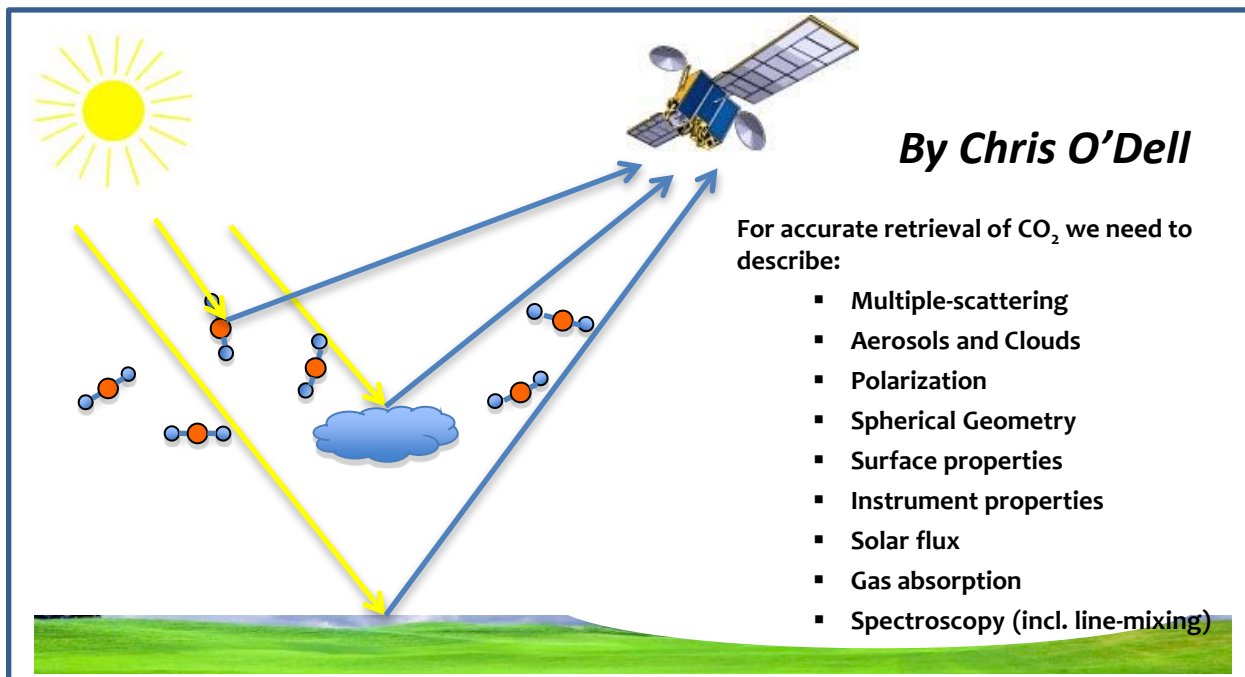 By Chris O’Dell
For accurate retrieval of CO₂ we need to
describe:
▪ Multiple-scattering
▪ Aerosols and Clouds
▪ Polarization
▪ Spherical Geometry
▪ Surface properties
▪ Instrument properties
▪ Solar flux
▪ Gas absorption
▪ Spectroscopy (incl. line-mixing)